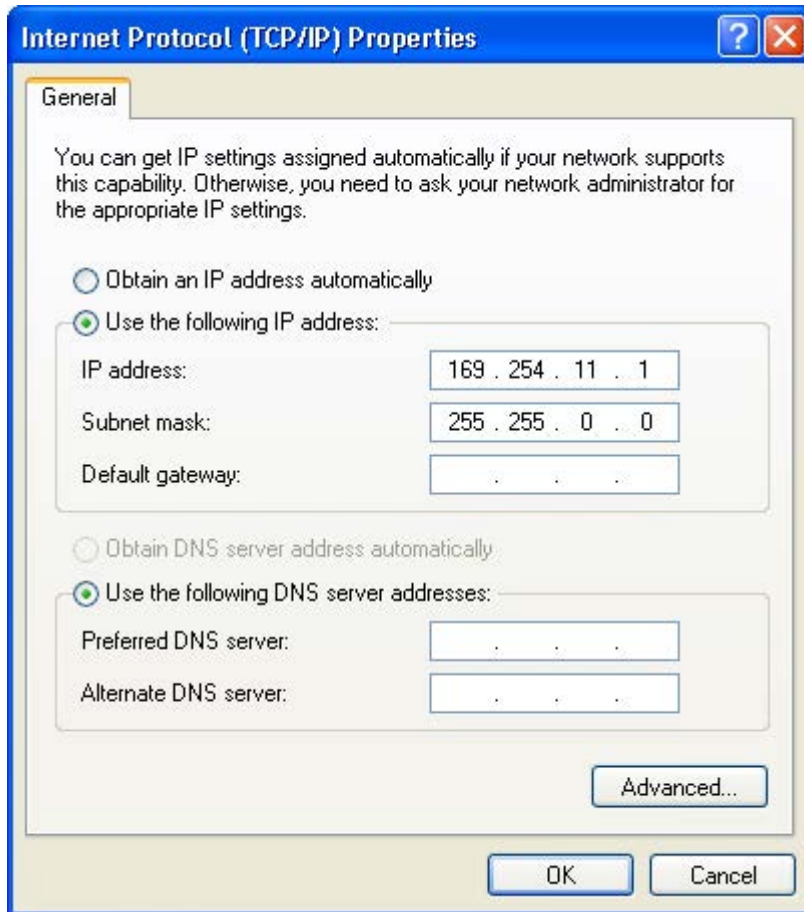 Internet Protocol (TCP/IP) Properties
?
General
You can get IP settings assigned automatically if your network supports
this capability. Otherwise, you need to ask your network administrator for
the appropriate IP settings.
Obtain an IP address automatically
Use the following IP address:
IP address: 169 . 254 . 11 . 1
Subnet mask: 255 . 255 . 0 . 0
Default gateway: . . .
Obtain DNS server address automatically
Use the following DNS server addresses:
Preferred DNS server: . . .
Alternate DNS server: . . .
Advanced...
OK Cancel